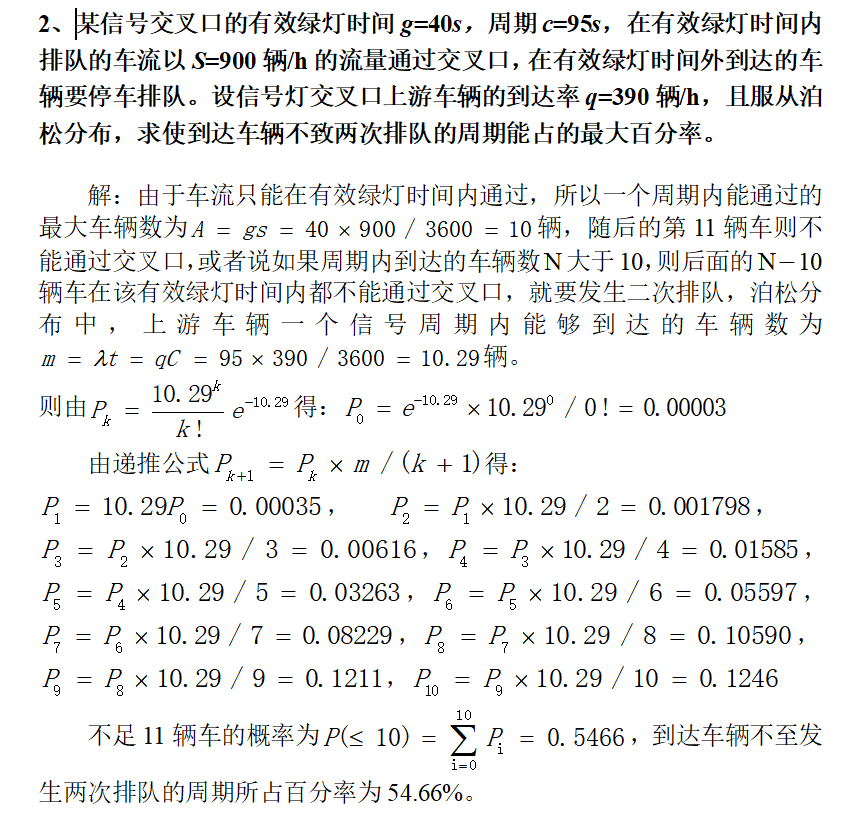 2、某信号交叉口的有效绿灯时间 g=40s，周期 c=95s，在有效绿灯时间内
排队的车流以 S=900 辆/h 的流量通过交叉口，在有效绿灯时间外到达的车
辆要停车排队。设信号灯交叉口上游车辆的到达率 q=390 辆/h，且服从泊
松分布，求使到达车辆不致两次排队的周期能占的最大百分率。
解：由于车流只能在有效绿灯时间内通过，所以一个周期内能通过的
最大车辆数为 A = gs = 40 × 900 / 3600 = 10 辆，随后的第 11 辆车则不
能通过交叉口，或者说如果周期内到达的车辆数 N 大于 10，则后面的 N－10
辆车在该有效绿灯时间内都不能通过交叉口，就要发生二次排队，泊松分
布中，上游车辆一个信号周期内能够到达的车辆数为
m = λt = qC = 95 × 390 / 3600 = 10.29 辆。
则由 P_k = \frac{10.29^k}{k!} e^{-10.29} 得：P_0 = e^{-10.29} × 10.29^0 / 0! = 0.00003
由递推公式 P_{k+1} = P_k × m / (k + 1) 得：
P_1 = 10.29P_0 = 0.00035， P_2 = P_1 × 10.29 / 2 = 0.001798，
P_3 = P_2 × 10.29 / 3 = 0.00616，P_4 = P_3 × 10.29 / 4 = 0.01585，
P_5 = P_4 × 10.29 / 5 = 0.03263，P_6 = P_5 × 10.29 / 6 = 0.05597，
P_7 = P_6 × 10.29 / 7 = 0.08229，P_8 = P_7 × 10.29 / 8 = 0.10590，
P_9 = P_8 × 10.29 / 9 = 0.1211，P_{10} = P_9 × 10.29 / 10 = 0.1246
不足 11 辆车的概率为 P(≤ 10) = \sum_{i=0}^{10} P_i = 0.5466，到达车辆不至发
生两次排队的周期所占百分率为 54.66%。